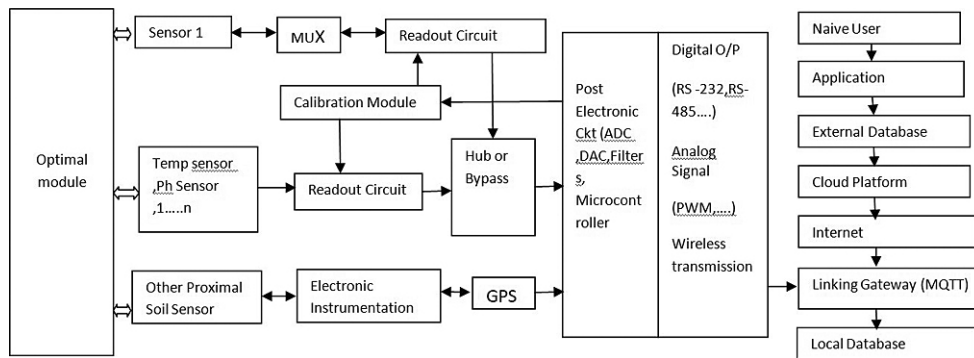 Optimal
module
Sensor 1
MUX
Readout Circuit
Calibration Module
Temp sensor
,Ph Sensor
,1.....n
Readout Circuit
Hub or
Bypass
Other Proximal
Soil Sensor
Electronic
Instrumentation
GPS
Post
Electronic
Ckt (ADC
,DAC,Filter
s,
Microcont
roller
Digital O/P
(RS -232,RS-
485....)
Analog
Signal
(PWM,....)
Wireless
transmission
Naive User
Application
External Database
Cloud Platform
Internet
Linking Gateway (MQTT)
Local Database